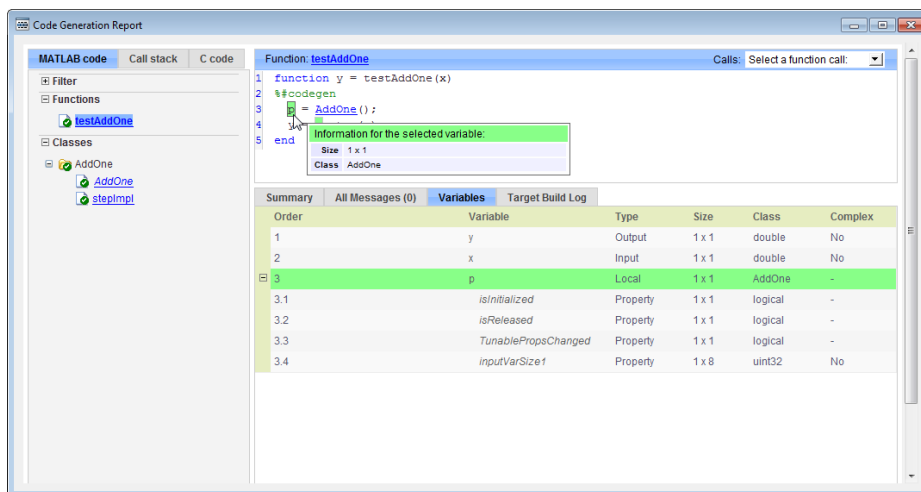 Code Generation Report
MATLAB code Call stack C code
Filter
Functions
testAddOne
Classes
AddOne
AddOne
stepImpl
Function: testAddOne Calls: Select a function call:
1 function y = testAddOne(x)
2 %#codegen
3 p = AddOne();
4 y
5 end
Information for the selected variable:
Size 1 x 1
Class AddOne
Summary All Messages (0) Variables Target Build Log
Order Variable Type Size Class Complex
1 y Output 1 x 1 double No
2 x Input 1 x 1 double No
3 p Local 1 x 1 AddOne -
3.1 isInitialized Property 1 x 1 logical -
3.2 isReleased Property 1 x 1 logical -
3.3 TunablePropsChanged Property 1 x 1 logical -
3.4 inputVarSize1 Property 1 x 8 uint32 No